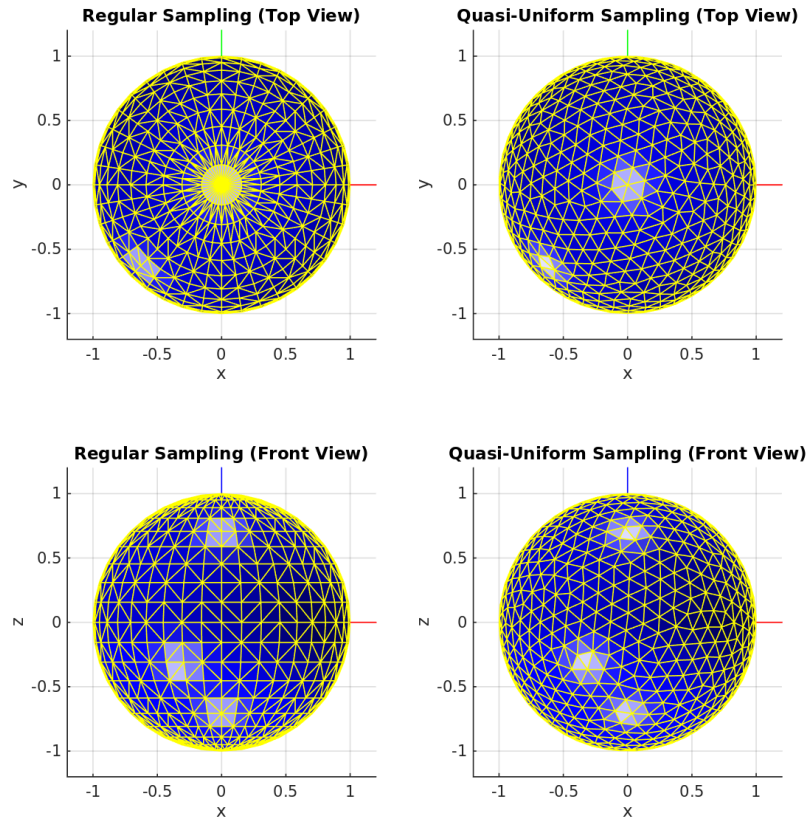 Regular Sampling (Top View)
1
0.5
0
-0.5
-1
y
-1 -0.5 0 0.5 1
x
Quasi-Uniform Sampling (Top View)
1
0.5
0
-0.5
-1
y
-1 -0.5 0 0.5 1
x
Regular Sampling (Front View)
1
0.5
0
-0.5
-1
z
-1 -0.5 0 0.5 1
x
Quasi-Uniform Sampling (Front View)
1
0.5
0
-0.5
-1
z
-1 -0.5 0 0.5 1
x